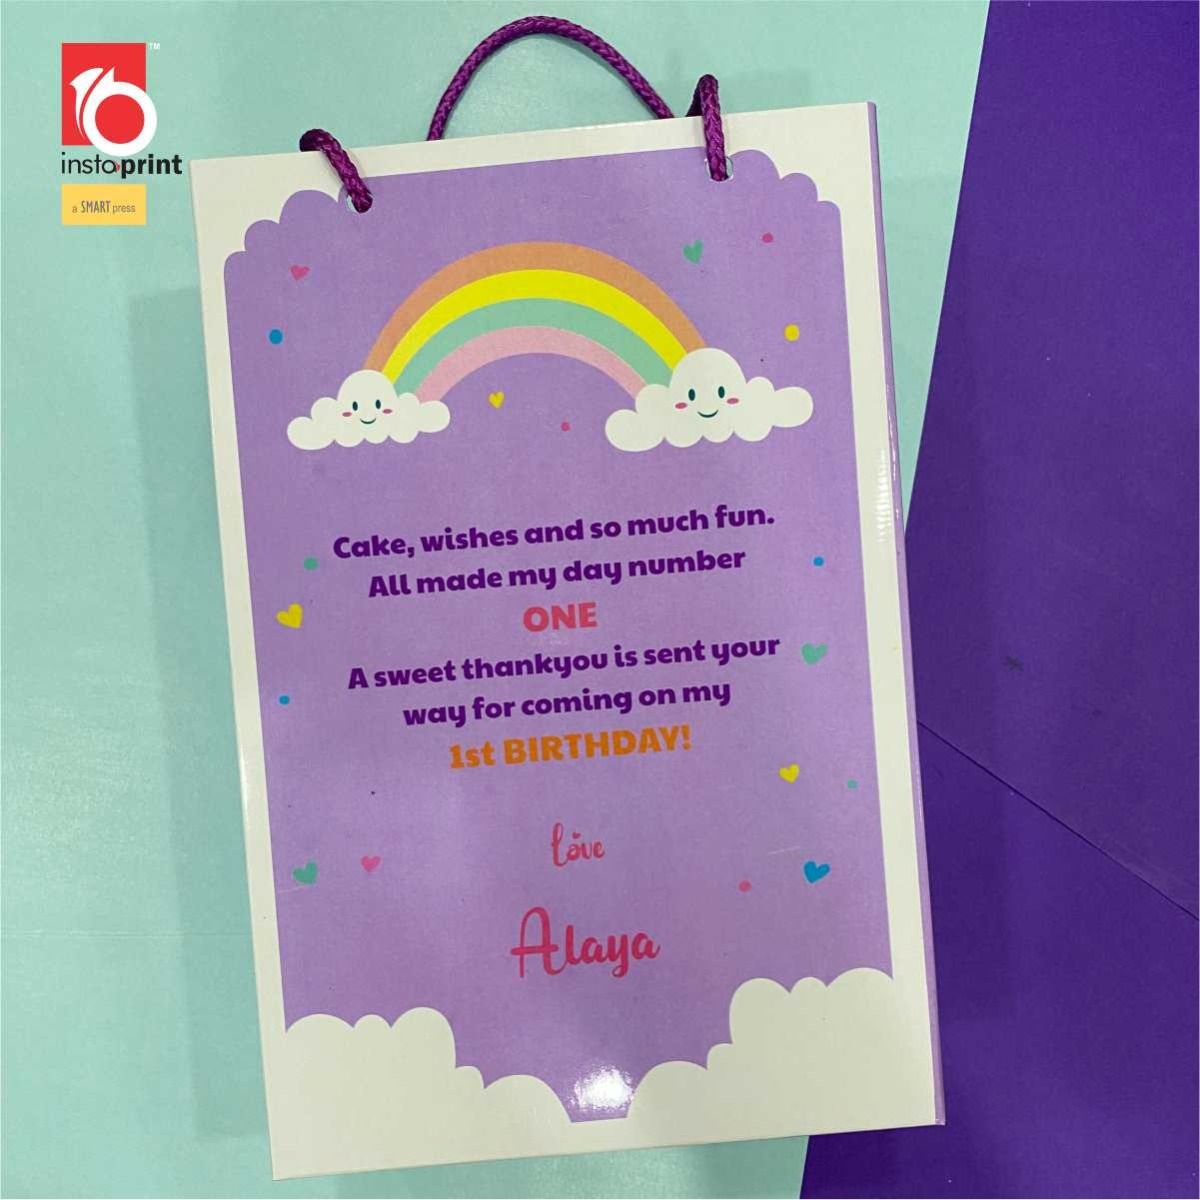 TM
instaprint
a SMART press
Cake, wishes and so much fun.
All made my day number
ONE
A sweet thankyou is sent your
way for coming on my
1st BIRTHDAY!
love
Alaya